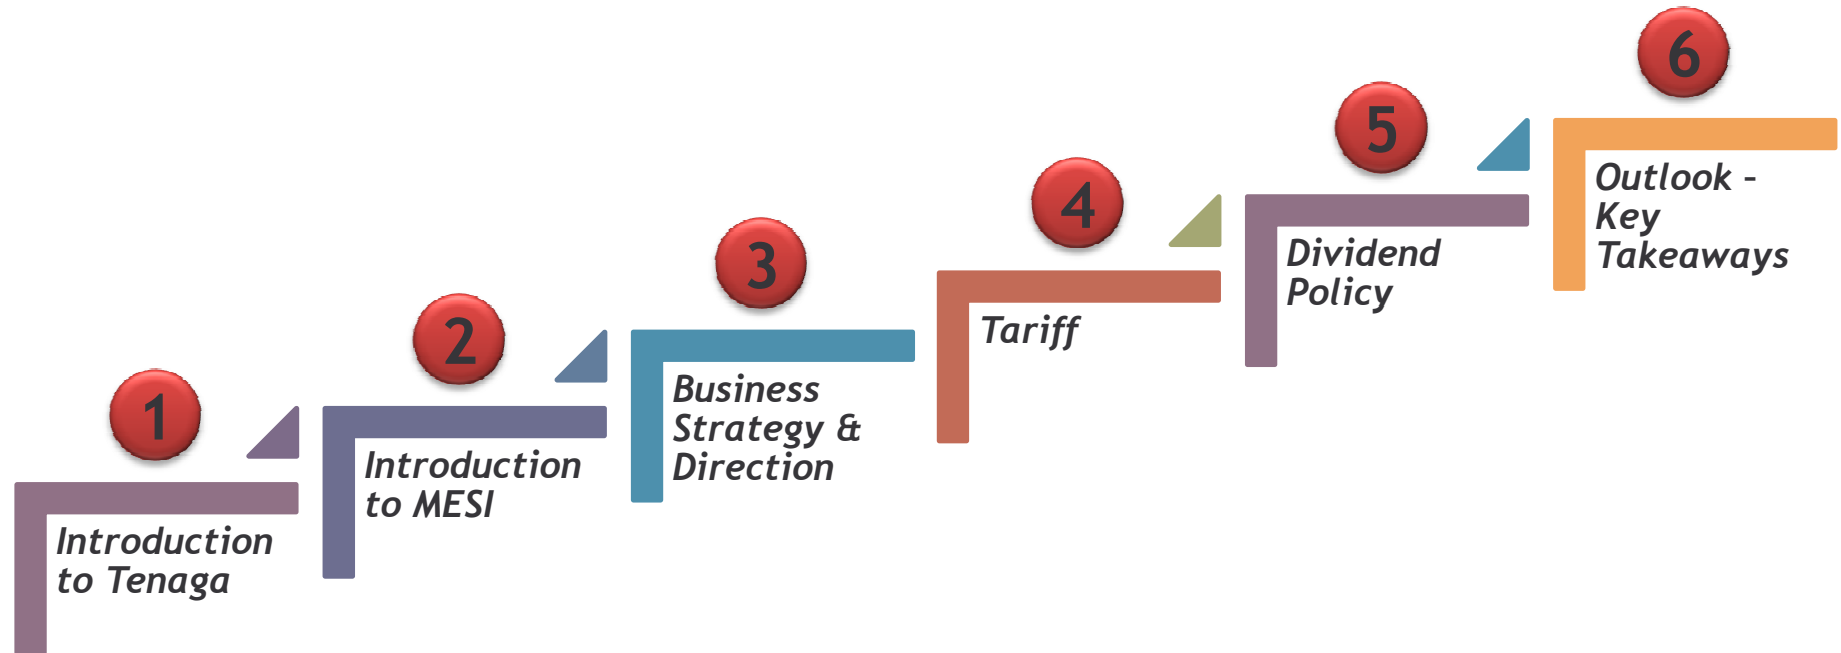 1
Introduction
to Tenaga
2
Introduction
to MESI
3
Business
Strategy &
Direction
4
Tariff
5
Dividend
Policy
6
Outlook –
Key
Takeaways